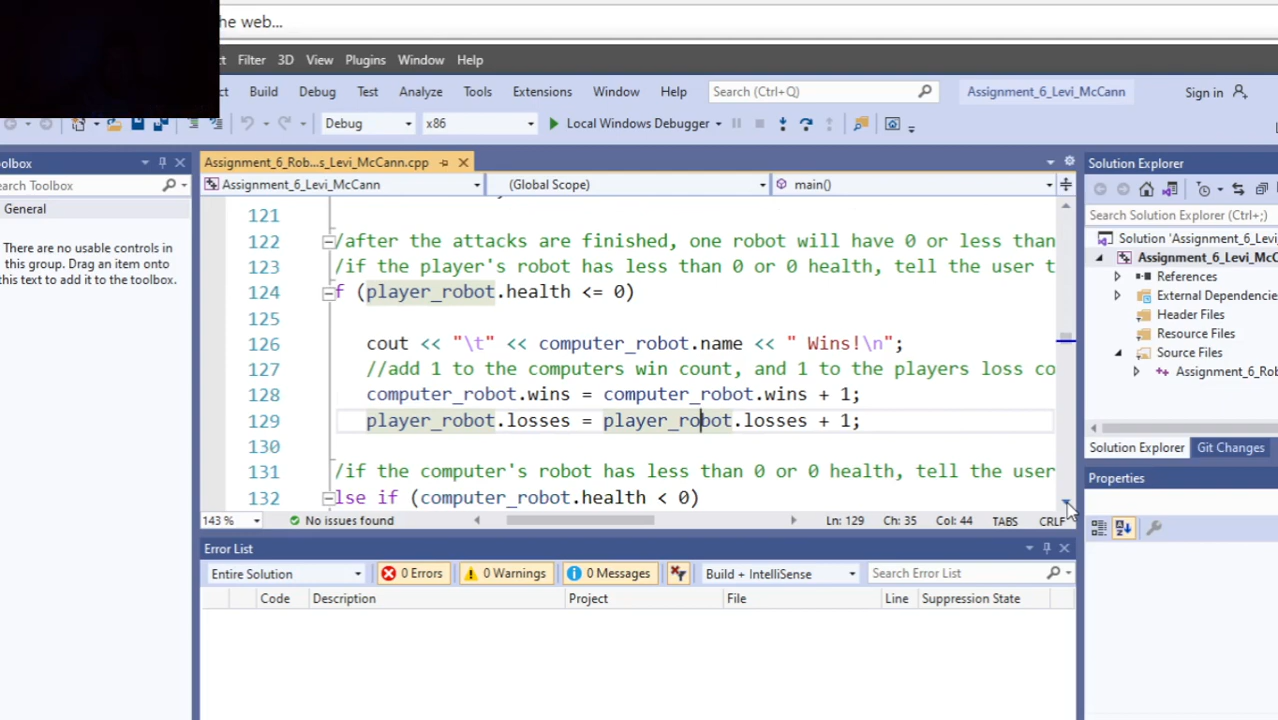 he web...
ct Filter 3D View Plugins Window Help
ct Build Debug Test Analyze Tools Extensions Window Help Search (Ctrl+Q) Assignment_6_Levi_McCann Sign in
Debug x86 Local Windows Debugger
oolbox
earch Toolbox
General
There are no usable controls in
this group. Drag an item onto
this text to add it to the toolbox.
Assignment_6_Rob...s_Levi_McCann.cpp
Assignment_6_Levi_McCann (Global Scope) main()
121
122 /after the attacks are finished, one robot will have 0 or less than
123 /if the player's robot has less than 0 or 0 health, tell the user t
124 f (player_robot.health <= 0)
125
126 cout << "\t" << computer_robot.name << " Wins!\n";
127 //add 1 to the computers win count, and 1 to the players loss co
128 computer_robot.wins = computer_robot.wins + 1;
129 player_robot.losses = player_robot.losses + 1;
130
131 /if the computer's robot has less than 0 or 0 health, tell the user
132 lse if (computer_robot.health < 0)
143 % No issues found Ln: 129 Ch: 35 Col: 44 TABS CRLF
Error List
Entire Solution 0 Errors 0 Warnings 0 Messages Build + IntelliSense Search Error List
Code Description Project File Line Suppression State
Solution Explorer
Search Solution Explorer (Ctrl+;)
Solution 'Assignment_6_Levi
Assignment_6_Levi_McC
References
External Dependencie
Header Files
Resource Files
Source Files
Assignment_6_Rob
Solution Explorer Git Changes
Properties